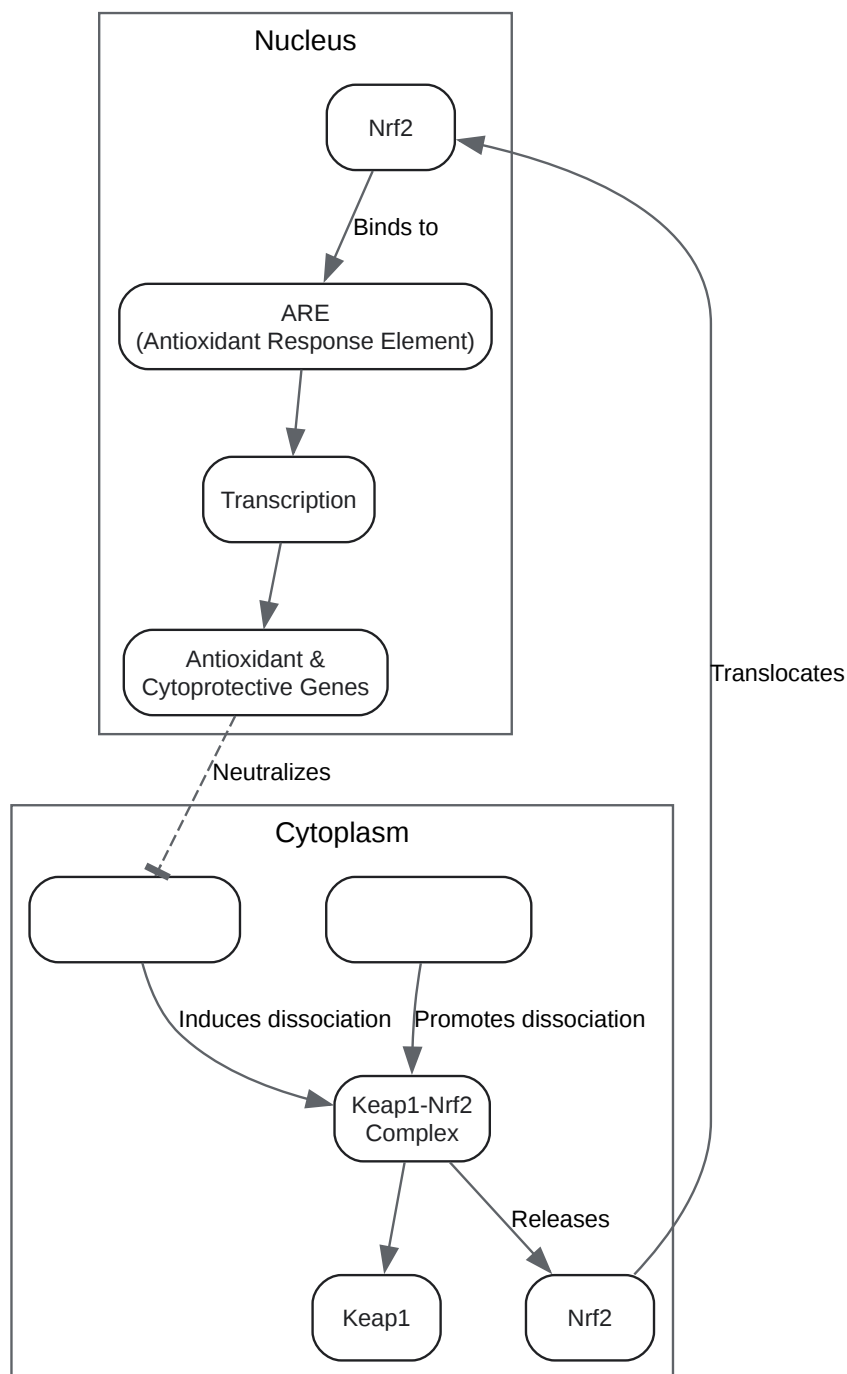 Nucleus
Nrf2
Binds to
ARE
(Antioxidant Response Element)
Transcription
Antioxidant &
Cytoprotective Genes
Translocates
Neutralizes
Cytoplasm
Induces dissociation
Promotes dissociation
Keap1-Nrf2
Complex
Releases
Keap1
Nrf2